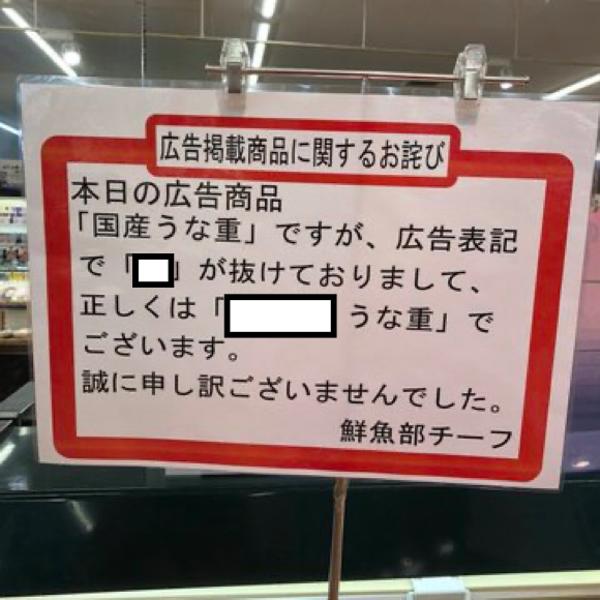 広告掲載商品に関するお詫び
本日の広告商品
「国産うな重」ですが、広告表記
で「」が抜けておりまして、
正しくは「 うな重」で
ございます。
誠に申し訳ございませんでした。
鮮魚部チーフ